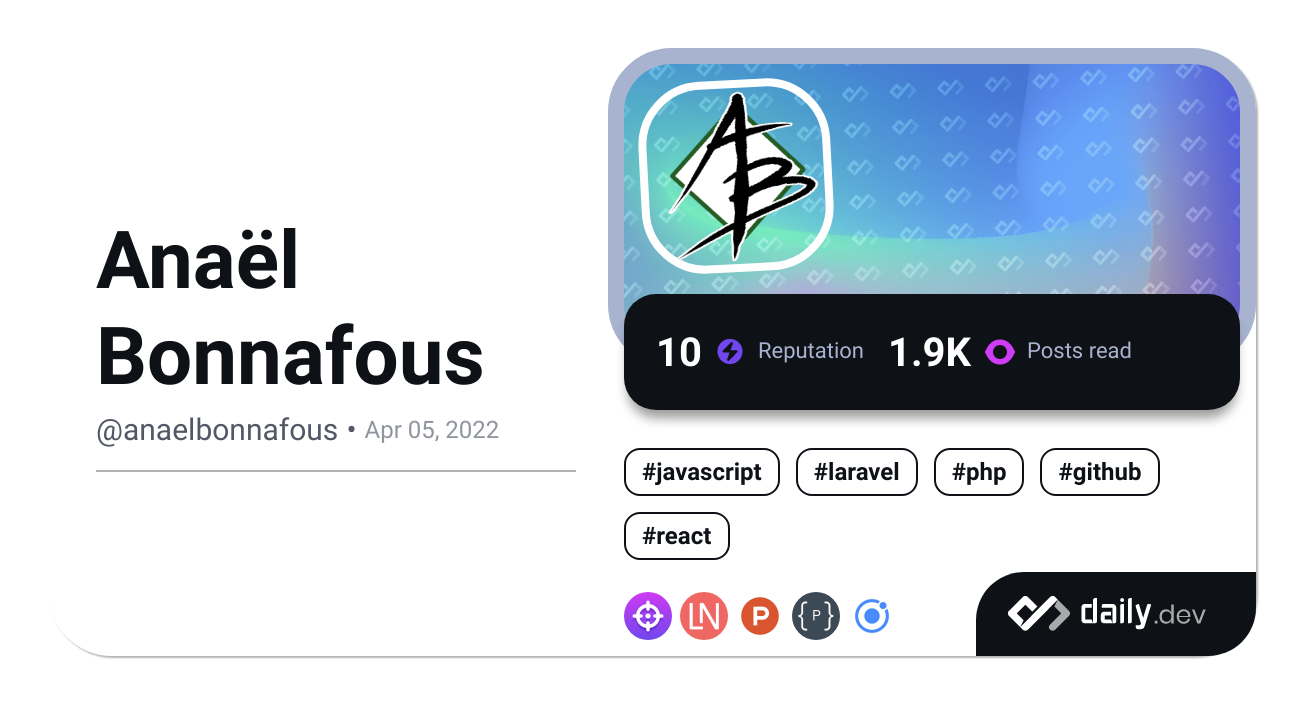 Anaël
Bonnafous
@anaelbonnafous • Apr 05, 2022
AB
10 Reputation 1.9K Posts read
#javascript #laravel #php #github
#react
LN P {P}
daily.dev